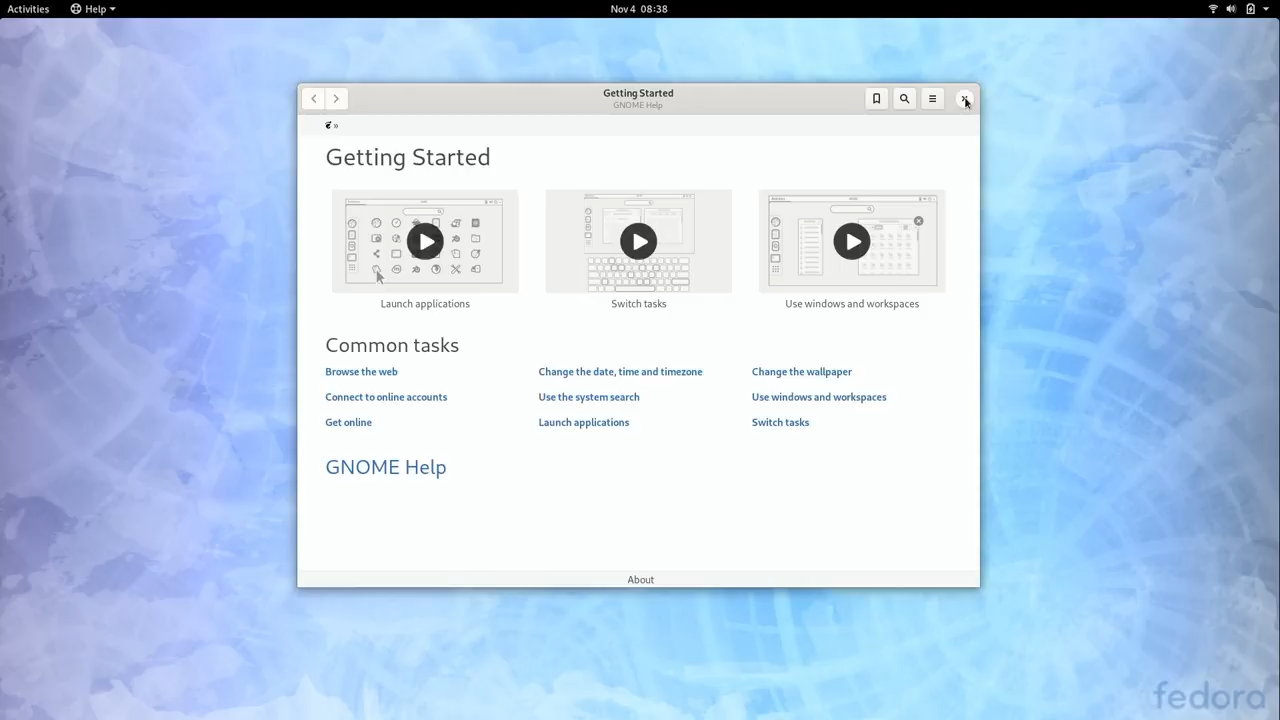 Activities Help Nov 4 08:38
Getting Started
GNOME Help
»
Getting Started
Launch applications Switch tasks Use windows and workspaces
Common tasks
Browse the web Change the date, time and timezone Change the wallpaper
Connect to online accounts Use the system search Use windows and workspaces
Get online Launch applications Switch tasks
GNOME Help
About
fedora